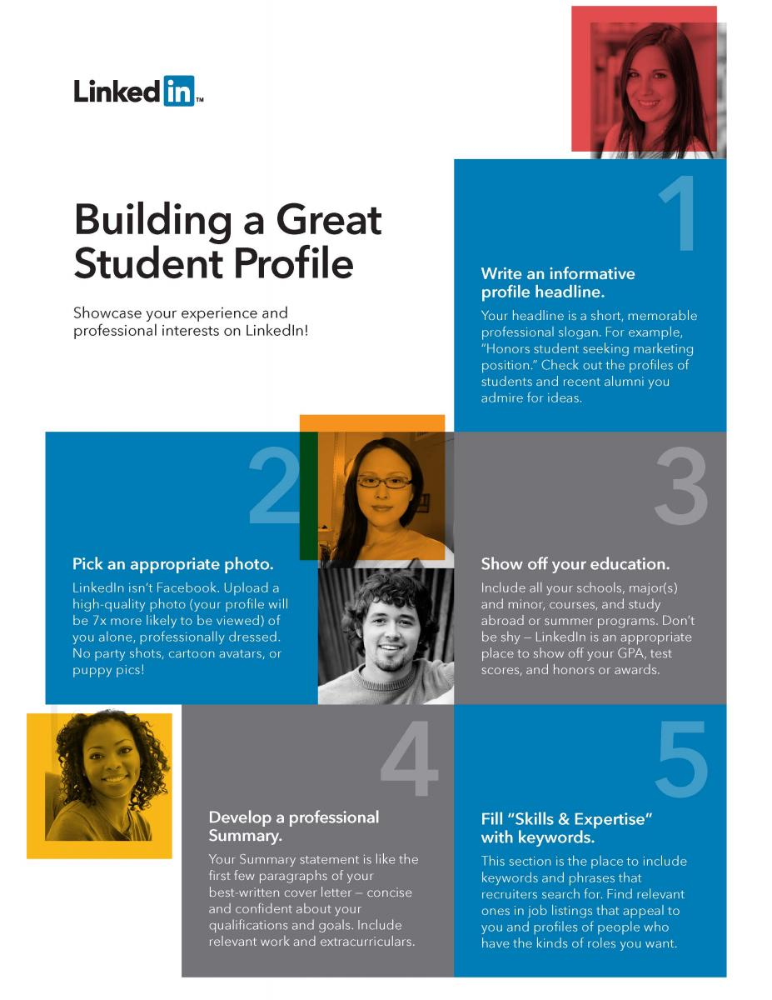 Linked in ™
Building a Great
Student Profile
Showcase your experience and
professional interests on LinkedIn!
1
Write an informative
profile headline.
Your headline is a short, memorable
professional slogan. For example,
“Honors student seeking marketing
position.” Check out the profiles of
students and recent alumni you
admire for ideas.
2
Pick an appropriate photo.
LinkedIn isn’t Facebook. Upload a
high-quality photo (your profile will
be 7x more likely to be viewed) of
you alone, professionally dressed.
No party shots, cartoon avatars, or
puppy pics!
3
Show off your education.
Include all your schools, major(s)
and minor, courses, and study
abroad or summer programs. Don’t
be shy — LinkedIn is an appropriate
place to show off your GPA, test
scores, and honors or awards.
4
Develop a professional
Summary.
Your Summary statement is like the
first few paragraphs of your
best-written cover letter — concise
and confident about your
qualifications and goals. Include
relevant work and extracurriculars.
5
Fill “Skills & Expertise”
with keywords.
This section is the place to include
keywords and phrases that
recruiters search for. Find relevant
ones in job listings that appeal to
you and profiles of people who
have the kinds of roles you want.